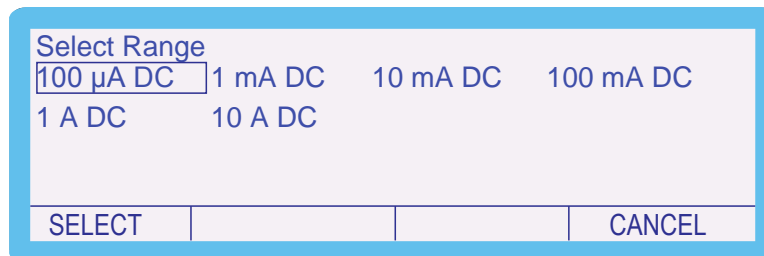 Select Range
100 µA DC 1 mA DC 10 mA DC 100 mA DC
1 A DC 10 A DC
SELECT CANCEL